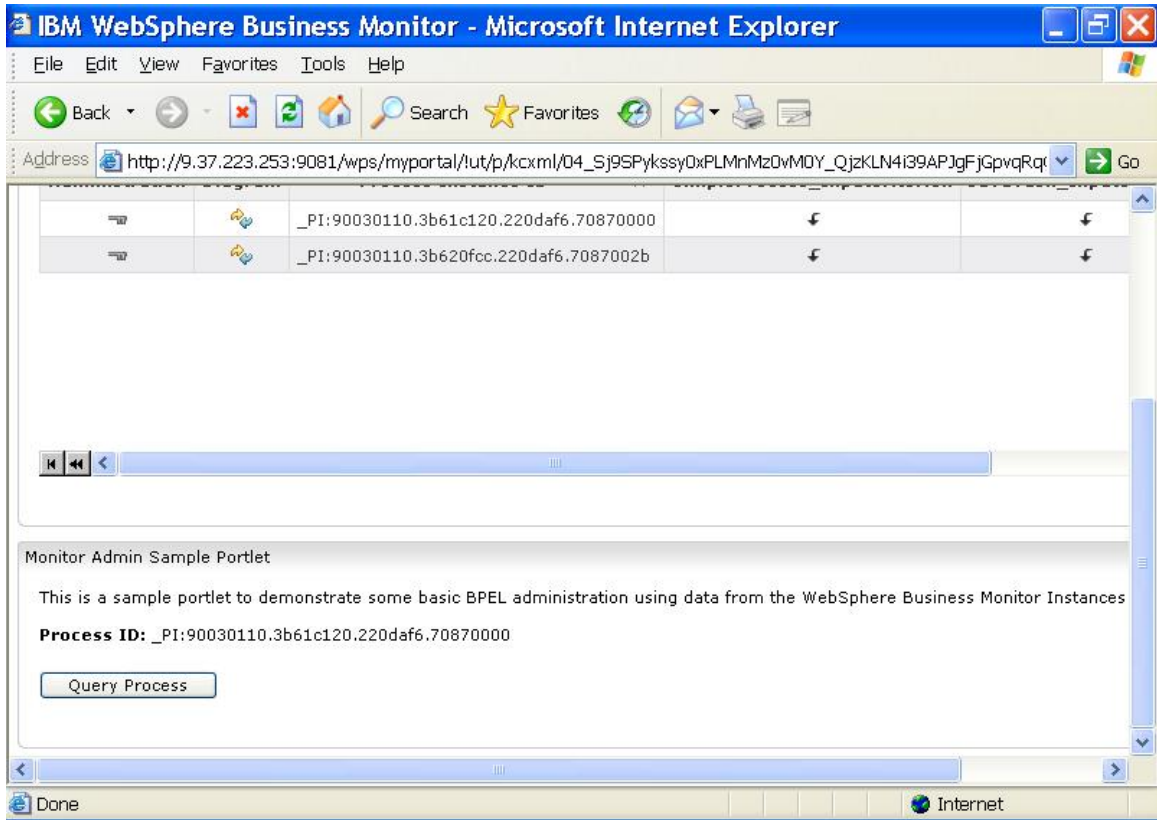 IBM WebSphere Business Monitor - Microsoft Internet Explorer
File Edit View Favorites Tools Help
Back Search Favorites
Address http://9.37.223.253:9081/wps/myportal/!ut/p/kcxml/04_Sj9SPykssy0xPLMnMz0vM0Y_QjzKLN4i39APJgFjGpvqRq Go
_PI:90030110.3b61c120.220daf6.70870000
_PI:90030110.3b620fcc.220daf6.7087002b
Monitor Admin Sample Portlet
This is a sample portlet to demonstrate some basic BPEL administration using data from the WebSphere Business Monitor Instances
Process ID: _PI:90030110.3b61c120.220daf6.70870000
Query Process
Done Internet